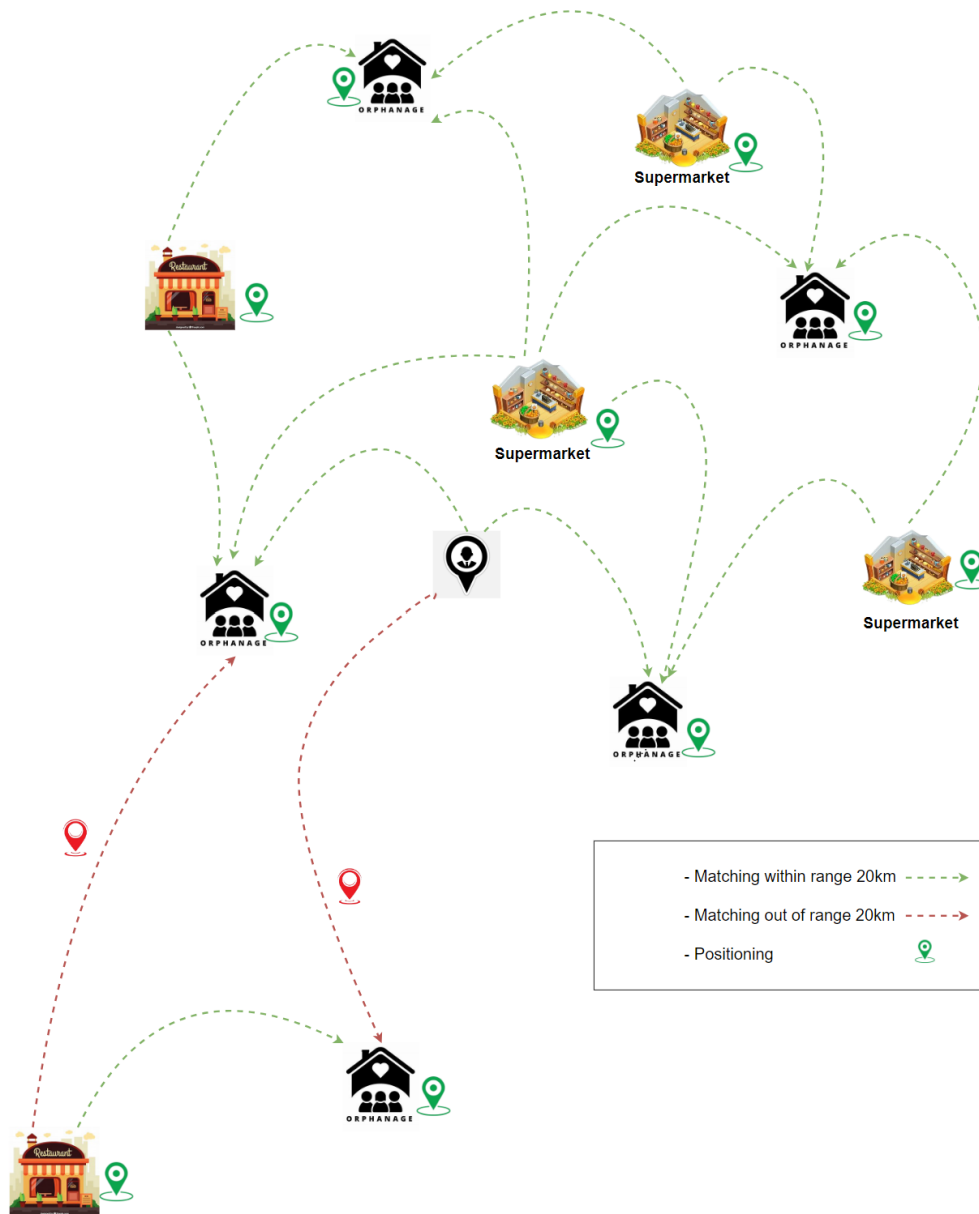 ORPHANAGE
Supermarket
Restaurant
ORPHANAGE
Supermarket
ORPHANAGE
Supermarket
ORPHANAGE
- Matching within range 20km
- Matching out of range 20km
- Positioning
ORPHANAGE
Restaurant